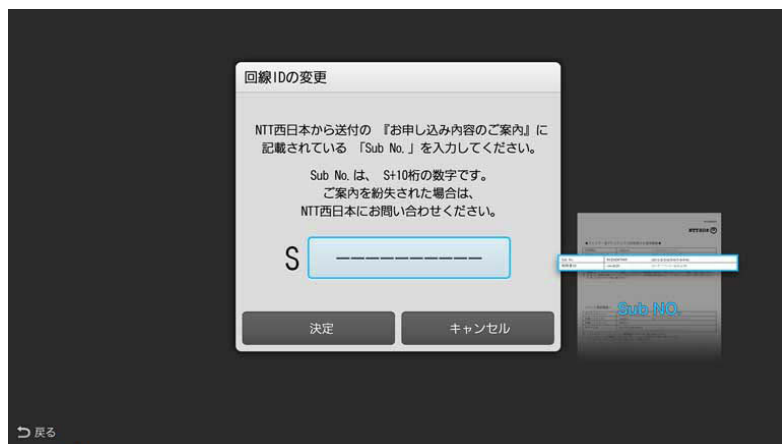 回線IDの変更
NTT西日本から送付の 『お申し込み内容のご案内』に
記載されている 「Sub No.」を入力してください。
Sub No.は、 S+10桁の数字です。
ご案内を紛失された場合は、
NTT西日本にお問い合わせください。
S ----------
決定
キャンセル
Sub NO.
戻る